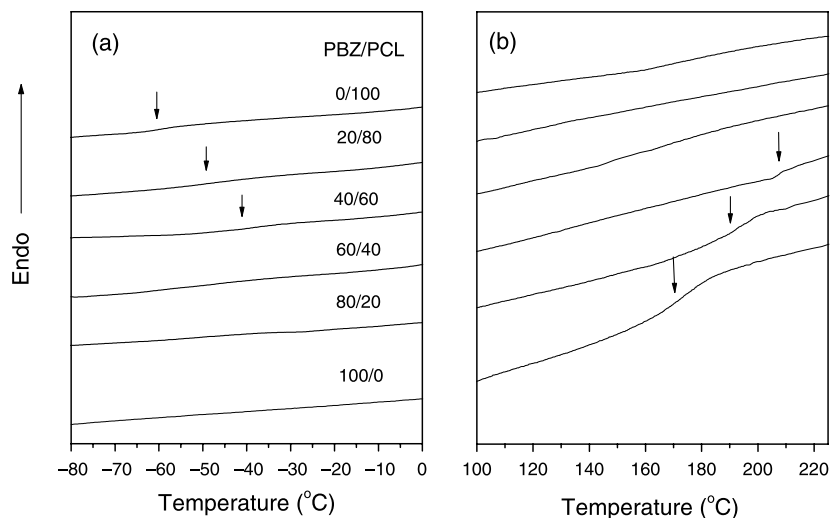 (a)
PBZ/PCL
0/100
20/80
40/60
60/40
80/20
100/0
Endo
–80 –70 –60 –50 –40 –30 –20 –10 0
Temperature (°C)
(b)
100 120 140 160 180 200 220
Temperature (°C)